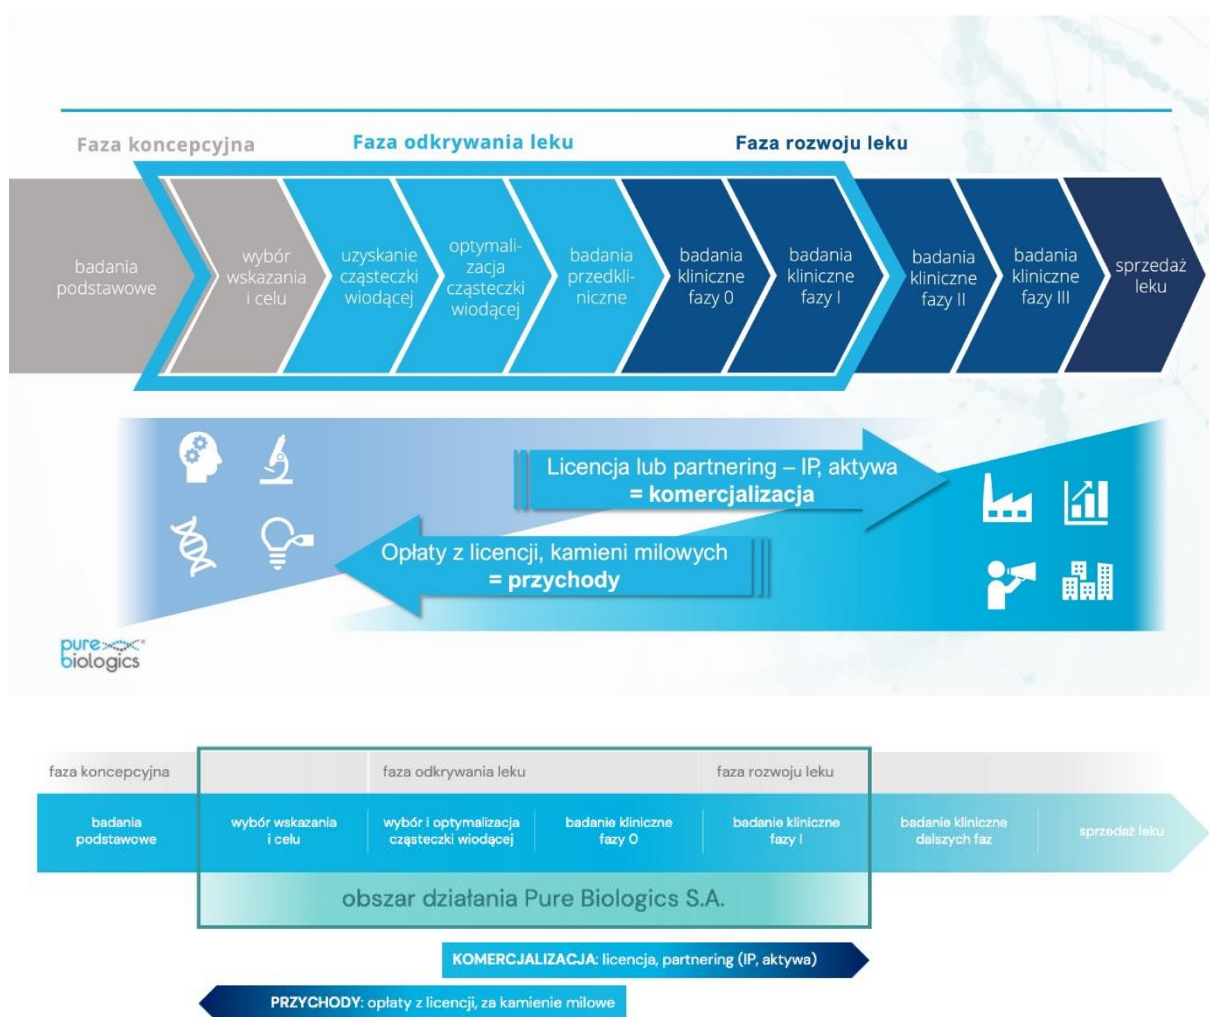 Faza koncepcyjna
Faza odkrywania leku
Faza rozwoju leku
badania
podstawowe
wybór
wskazania
i celu
uzyskanie
cząsteczki
wiodącej
optymali-
zacja
cząsteczki
wiodącej
badania
przedkli-
niczne
badania
kliniczne
fazy 0
badania
kliniczne
fazy I
badania
kliniczne
fazy II
badania
kliniczne
fazy III
sprzedaż
leku
Licencja lub partnering – IP, aktywa
= komercjalizacja
Opłaty z licencji, kamieni milowych
= przychody
pure
biologics
faza koncepcyjna
faza odkrywania leku
faza rozwoju leku
badania
podstawowe
wybór wskazania
i celu
wybór i optymalizacja
cząsteczki wiodącej
badanie kliniczne
fazy 0
badanie kliniczne
fazy I
badanie kliniczne
dalszych faz
sprzedaż leku
obszar działania Pure Biologics S.A.
KOMERCJALIZACJA: licencja, partnering (IP, aktywa)
PRZYCHODY: opłaty z licencji, za kamienie milowe